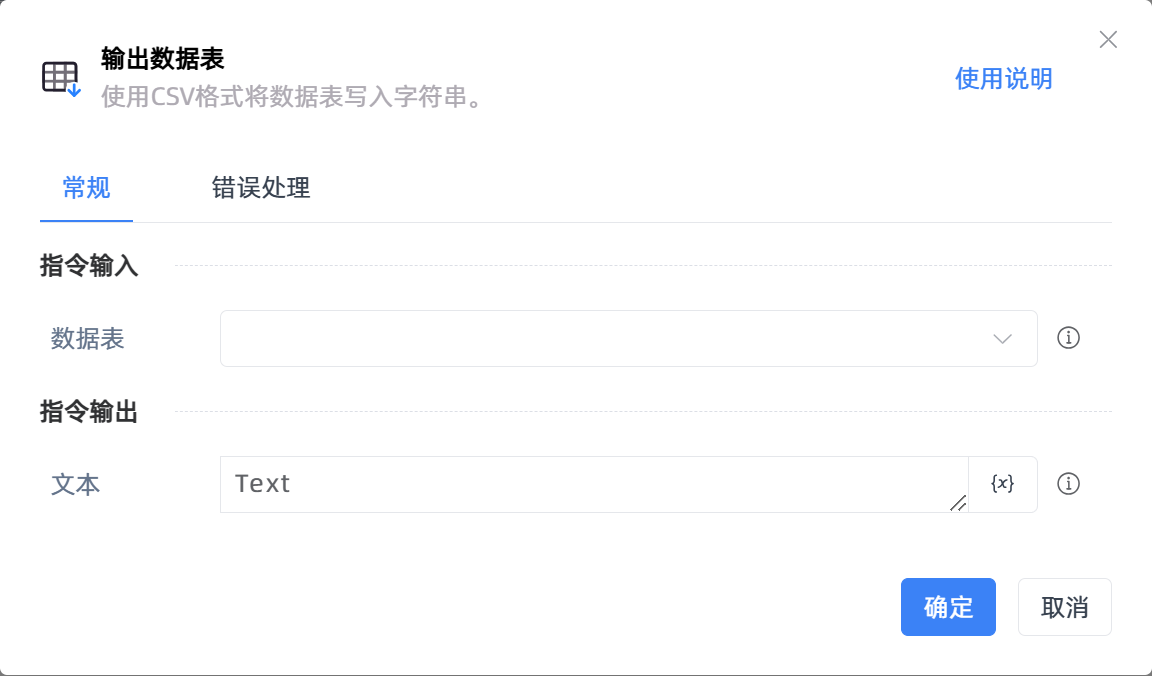 输出数据表
使用CSV格式将数据表写入字符串。
使用说明
常规
错误处理
指令输入
数据表
指令输出
文本
Text
{x}
确定
取消